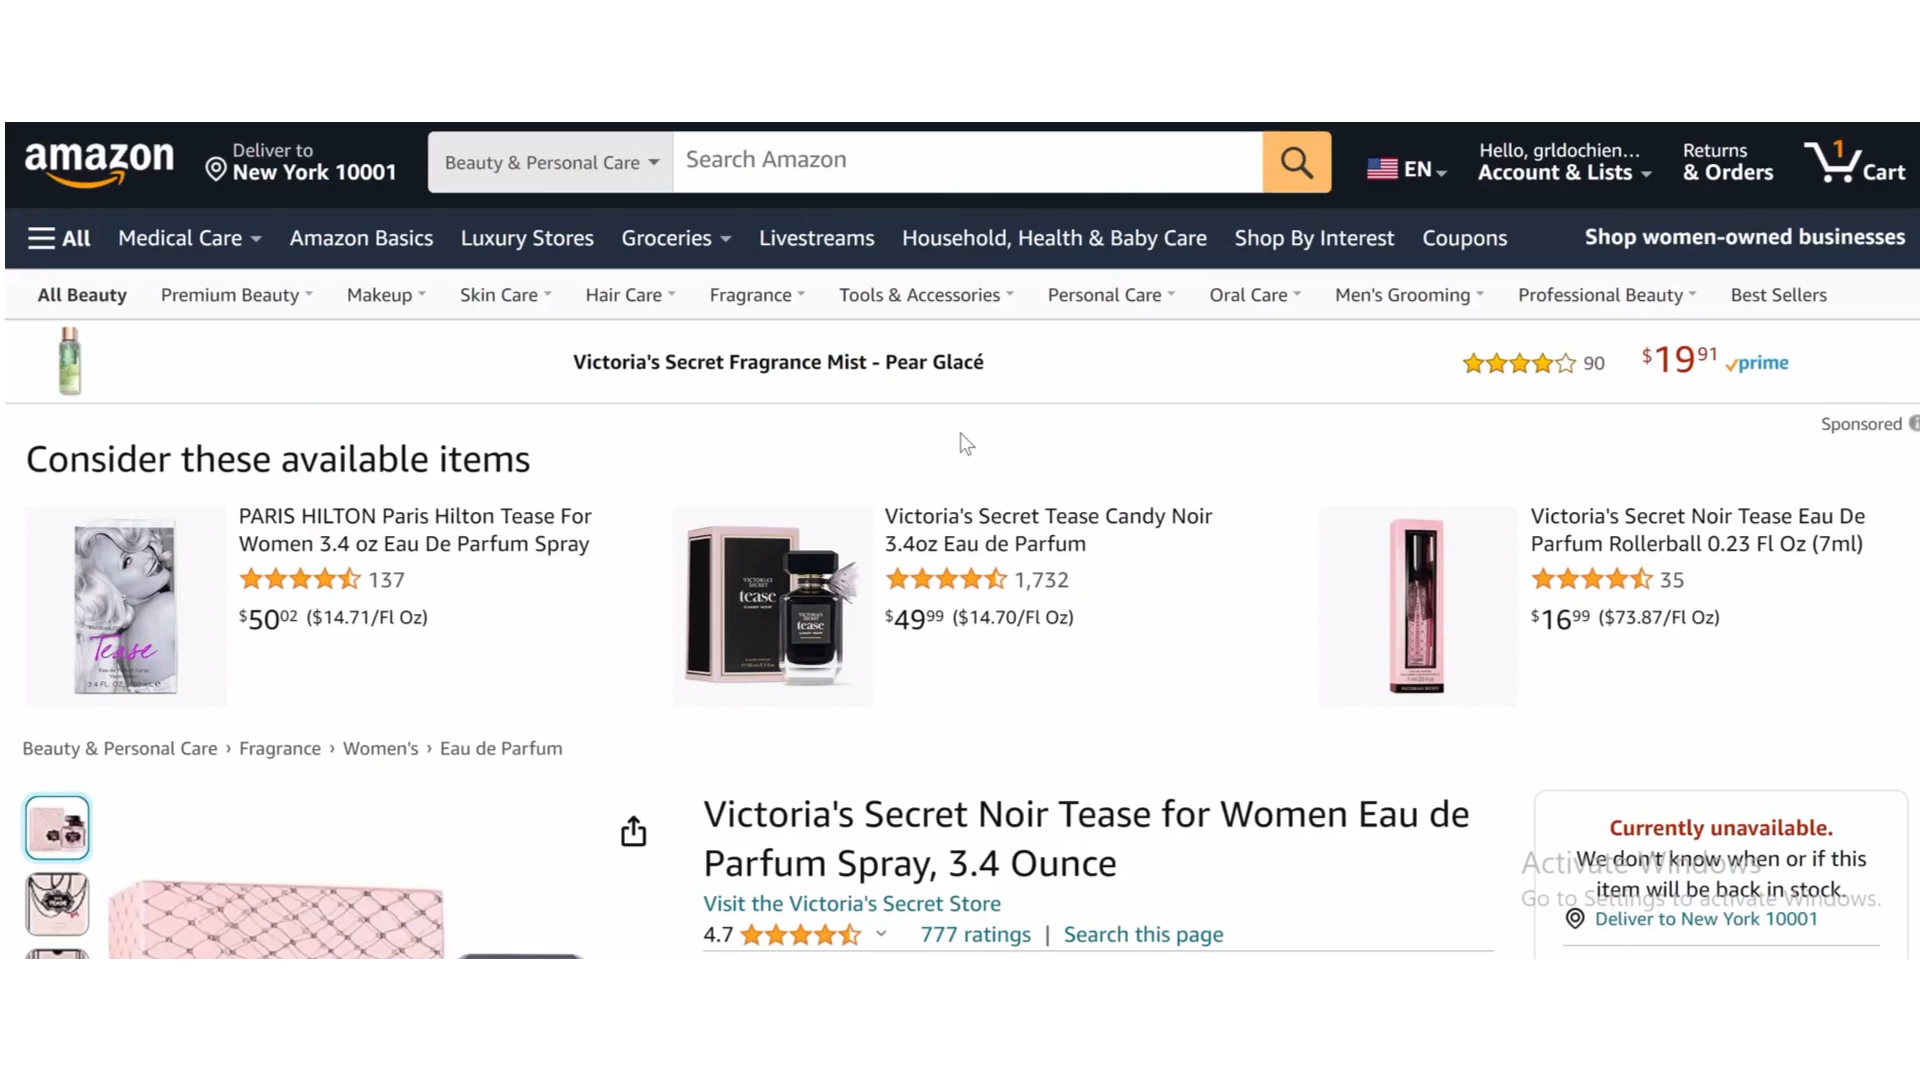 amazon
Deliver to
New York 10001
Beauty & Personal Care
Search Amazon
EN
Hello, grldochien...
Account & Lists
Returns
& Orders
1
Cart
All
Medical Care
Amazon Basics
Luxury Stores
Groceries
Livestreams
Household, Health & Baby Care
Shop By Interest
Coupons
Shop women-owned businesses
All Beauty
Premium Beauty
Makeup
Skin Care
Hair Care
Fragrance
Tools & Accessories
Personal Care
Oral Care
Men's Grooming
Professional Beauty
Best Sellers
Victoria's Secret Fragrance Mist - Pear Glacé
90
$19 91
prime
Sponsored
Consider these available items
PARIS HILTON Paris Hilton Tease For
Women 3.4 oz Eau De Parfum Spray
137
$50 02 ($14.71/Fl Oz)
Tease
VICTORIA'S
SECRET
tease
tease
Victoria's Secret Tease Candy Noir
3.4oz Eau de Parfum
1,732
$49 99 ($14.70/Fl Oz)
Victoria's Secret Noir Tease Eau De
Parfum Rollerball 0.23 Fl Oz (7ml)
35
$16 99 ($73.87/Fl Oz)
Beauty & Personal Care › Fragrance › Women's › Eau de Parfum
Victoria's Secret Noir Tease for Women Eau de
Parfum Spray, 3.4 Ounce
Visit the Victoria's Secret Store
4.7
777 ratings | Search this page
Currently unavailable.
We don't know when or if this
item will be back in stock.
Deliver to New York 10001
Activate Windows
Go to Settings to activate Windows.